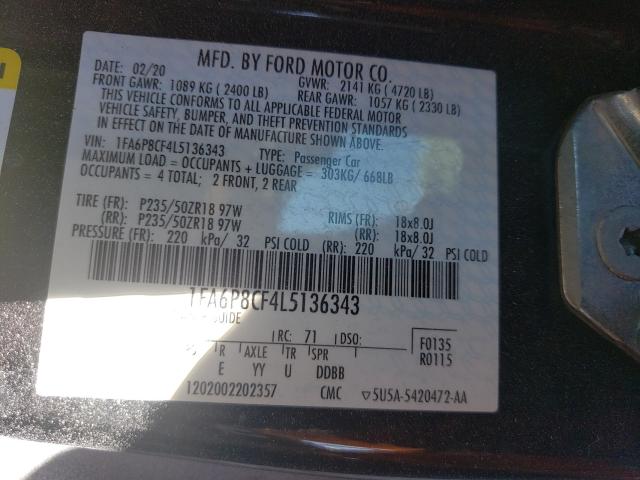 MFD. BY FORD MOTOR CO.
DATE: 02/20 GVWR: 2141 KG ( 4720 LB)
FRONT GAWR: 1089 KG ( 2400 LB) REAR GAWR: 1057 KG ( 2330 LB)
THIS VEHICLE CONFORMS TO ALL APPLICABLE FEDERAL MOTOR
VEHICLE SAFETY, BUMPER, AND THEFT PREVENTION STANDARDS
IN EFFECT ON THE DATE OF MANUFACTURE SHOWN ABOVE.
VIN: 1FA6P8CF4L5136343 TYPE: Passenger Car
MAXIMUM LOAD = OCCUPANTS + LUGGAGE = 303KG/ 668LB
OCCUPANTS = 4 TOTAL; 2 FRONT, 2 REAR
TIRE (FR): P235/50ZR18 97W RIMS (FR): 18x8.0J
(RR): P235/50ZR18 97W (RR): 18x8.0J
PRESSURE (FR): 220 kPa/ 32 PSI COLD (RR): 220 kPa/ 32 PSI COLD
1FA6P8CF4L5136343
GUIDE
RC: 71 DSO: F0135
R AXLE TR SPR R0115
E YY U DDBB
1202002202357 CMC ▽5U5A-5420472-AA